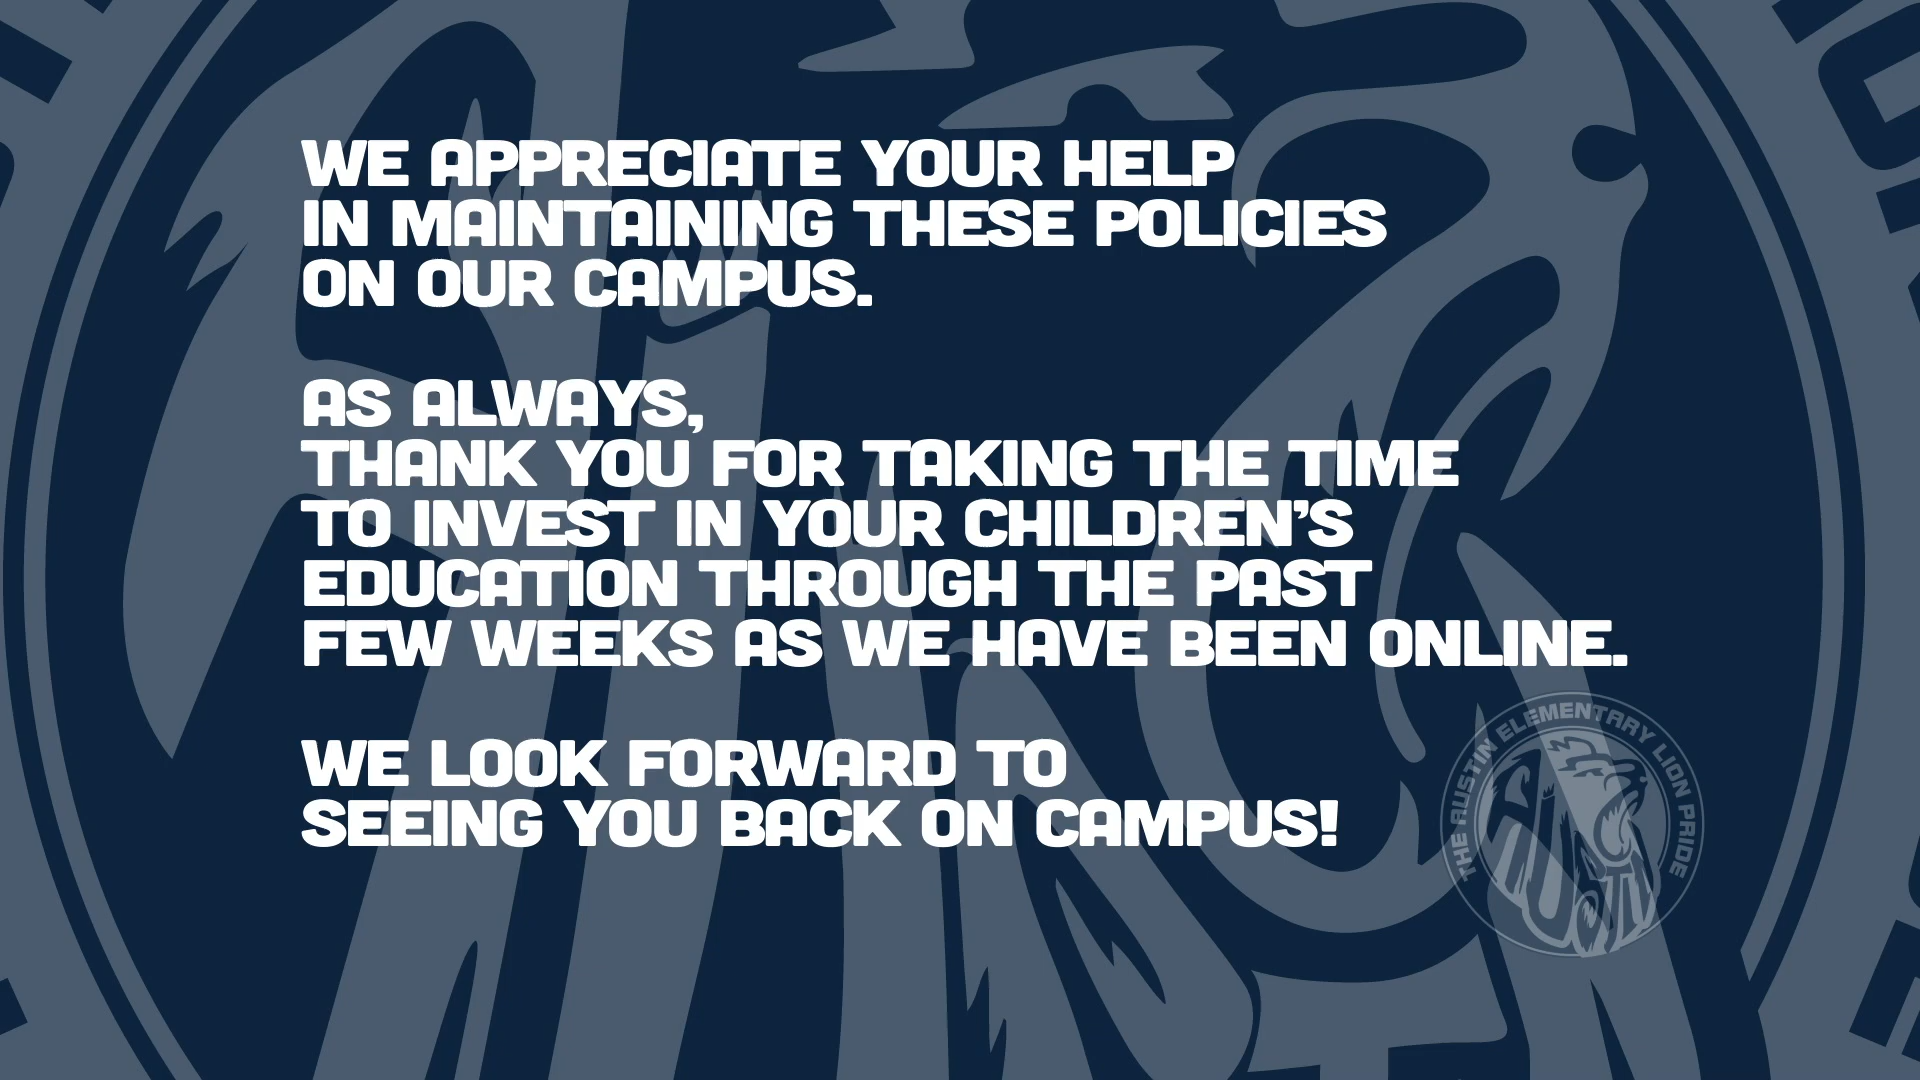 WE APPRECIATE YOUR HELP
IN MAINTAINING THESE POLICIES
ON OUR CAMPUS.
AS ALWAYS,
THANK YOU FOR TAKING THE TIME
TO INVEST IN YOUR CHILDREN'S
EDUCATION THROUGH THE PAST
FEW WEEKS AS WE HAVE BEEN ONLINE.
WE LOOK FORWARD TO
SEEING YOU BACK ON CAMPUS!
THE AUSTIN ELEMENTARY LION PRIDE
AUSTIN